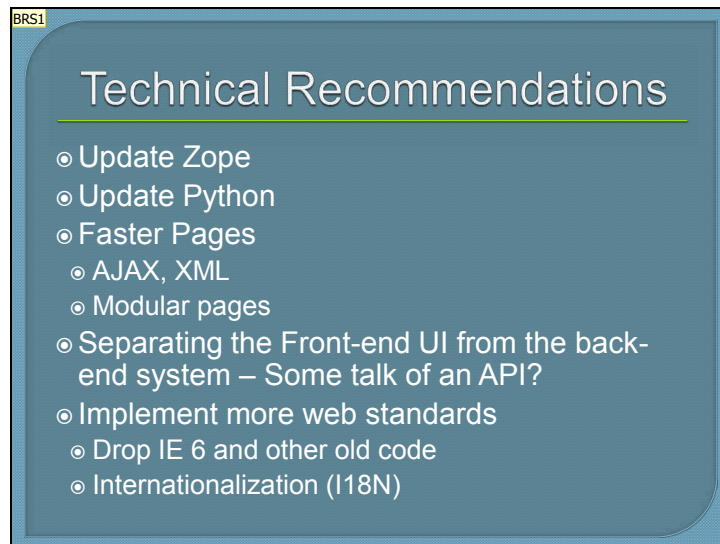 BRS1
Technical Recommendations
Update Zope
Update Python
Faster Pages
AJAX, XML
Modular pages
Separating the Front-end UI from the back-
end system – Some talk of an API?
Implement more web standards
Drop IE 6 and other old code
Internationalization (I18N)